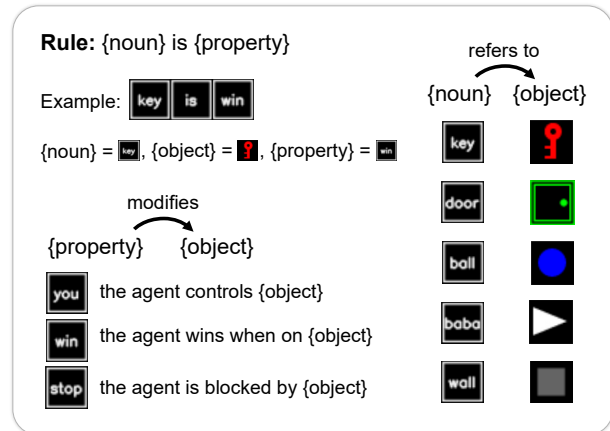 Rule: {noun} is {property}
Example: key is win
{noun} = key, {object} = , {property} = win
modifies
{property} {object}
you the agent controls {object}
win the agent wins when on {object}
stop the agent is blocked by {object}
refers to
{noun} {object}
key
door
ball
baba
wall